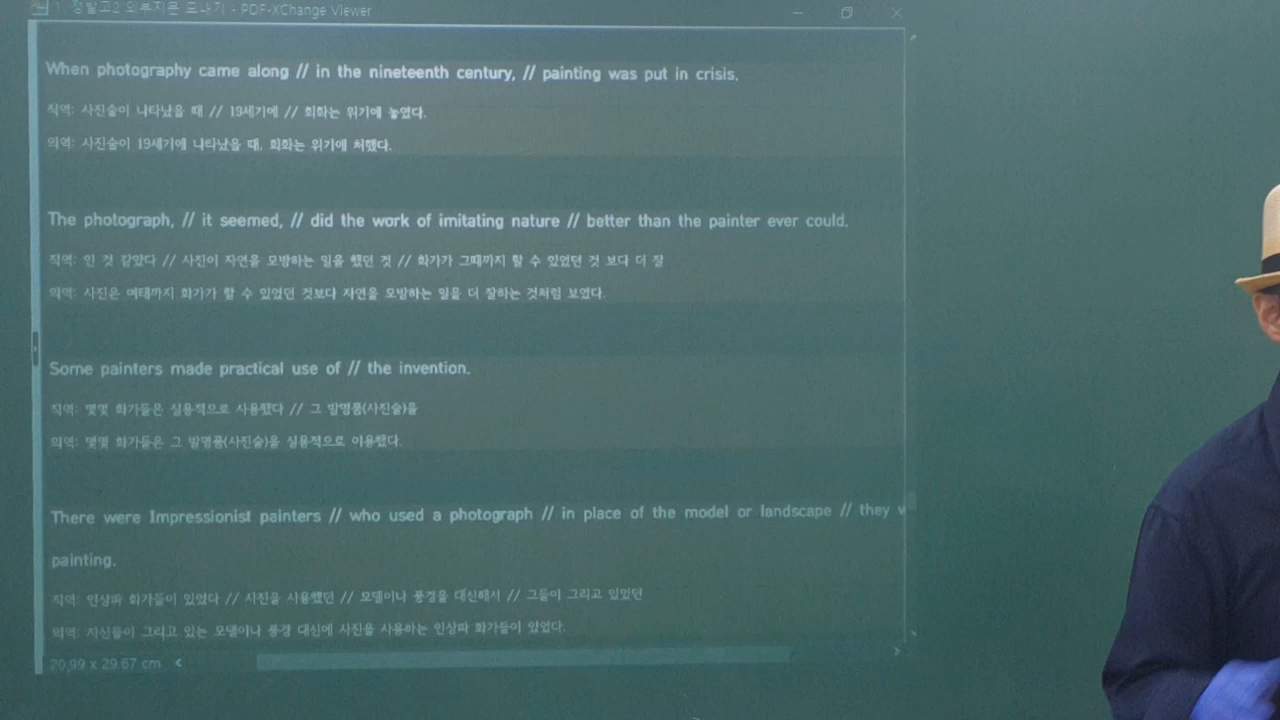 1. 정발고2 외부지문 모내기 - PDF-XChange Viewer
When photography came along // in the nineteenth century, // painting was put in crisis.
직역: 사진술이 나타났을 때 // 19세기에 // 회화는 위기에 놓였다.
의역: 사진술이 19세기에 나타났을 때, 회화는 위기에 처했다.
The photograph, // it seemed, // did the work of imitating nature // better than the painter ever could.
직역: 인 것 같았다 // 사진이 자연을 모방하는 일을 했던 것 // 화가가 그때까지 할 수 있었던 것 보다 더 잘
의역: 사진은 여태까지 화가가 할 수 있었던 것보다 자연을 모방하는 일을 더 잘하는 것처럼 보였다.
Some painters made practical use of // the invention.
직역: 몇몇 화가들은 실용적으로 사용했다 // 그 발명품(사진술)을
의역: 몇몇 화가들은 그 발명품(사진술)을 실용적으로 이용했다.
There were Impressionist painters // who used a photograph // in place of the model or landscape // they
painting.
직역: 인상파 화가들이 있었다 // 사진을 사용했던 // 모델이나 풍경을 대신해서 // 그들이 그리고 있었던
의역: 자신들이 그리고 있는 모델이나 풍경 대신에 사진을 사용하는 인상파 화가들이 있었다.
20,99 x 29,67 cm